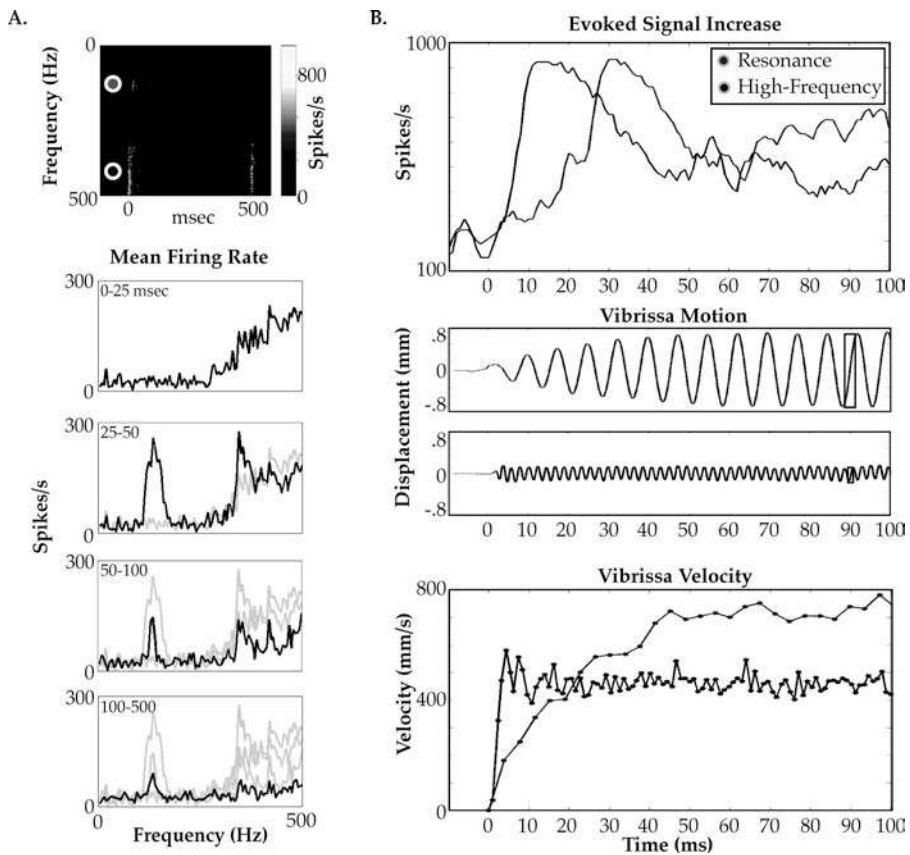 A.
Frequency (Hz)
0
500
0
500
msec
800
0
Spikes/s
Mean Firing Rate
300
0-25 msec
0
300
25-50
0
300
50-100
0
300
100-500
0
0
500
Spikes/s
Frequency (Hz)
B.
Evoked Signal Increase
1000
100
Spikes/s
Resonance
High-Frequency
0 10 20 30 40 50 60 70 80 90 100
Vibrissa Motion
Displacement (mm)
.8
0
-.8
.8
0
-.8
0 10 20 30 40 50 60 70 80 90 100
Vibrissa Velocity
800
400
0
Velocity (mm/s)
0 10 20 30 40 50 60 70 80 90 100
Time (ms)